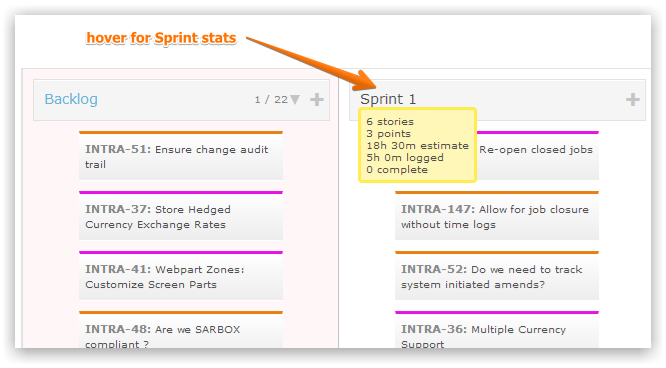 hover for Sprint stats
Backlog
1 / 22
INTRA-51: Ensure change audit
trail
INTRA-37: Store Hedged
Currency Exchange Rates
INTRA-41: Webpart Zones:
Customize Screen Parts
INTRA-48: Are we SARBOX
compliant ?
Sprint 1
6 stories
3 points
18h 30m estimate
5h 0m logged
0 complete
Re-open closed jobs
INTRA-147: Allow for job closure
without time logs
INTRA-52: Do we need to track
system initiated amends?
INTRA-36: Multiple Currency
Support